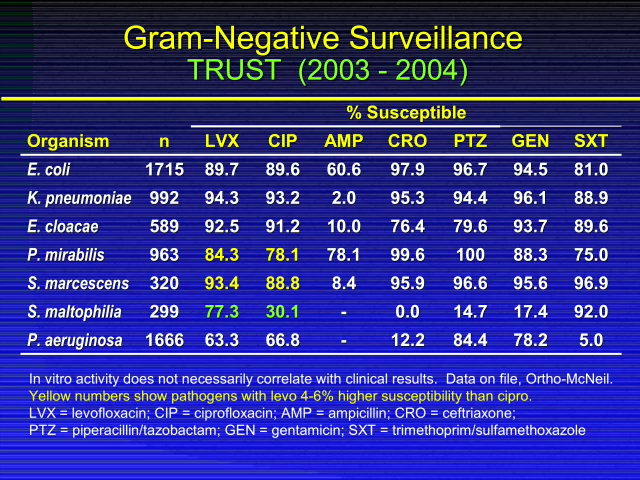 Gram-Negative Surveillance
TRUST (2003 - 2004)
% Susceptible
Organism n LVX CIP AMP CRO PTZ GEN SXT
E. coli 1715 89.7 89.6 60.6 97.9 96.7 94.5 81.0
K. pneumoniae 992 94.3 93.2 2.0 95.3 94.4 96.1 88.9
E. cloacae 589 92.5 91.2 10.0 76.4 79.6 93.7 89.6
P. mirabilis 963 84.3 78.1 78.1 99.6 100 88.3 75.0
S. marcescens 320 93.4 88.8 8.4 95.9 96.6 95.6 96.9
S. maltophilia 299 77.3 30.1 - 0.0 14.7 17.4 92.0
P. aeruginosa 1666 63.3 66.8 - 12.2 84.4 78.2 5.0
In vitro activity does not necessarily correlate with clinical results. Data on file, Ortho-McNeil.
Yellow numbers show pathogens with levo 4-6% higher susceptibility than cipro.
LVX = levofloxacin; CIP = ciprofloxacin; AMP = ampicillin; CRO = ceftriaxone;
PTZ = piperacillin/tazobactam; GEN = gentamicin; SXT = trimethoprim/sulfamethoxazole